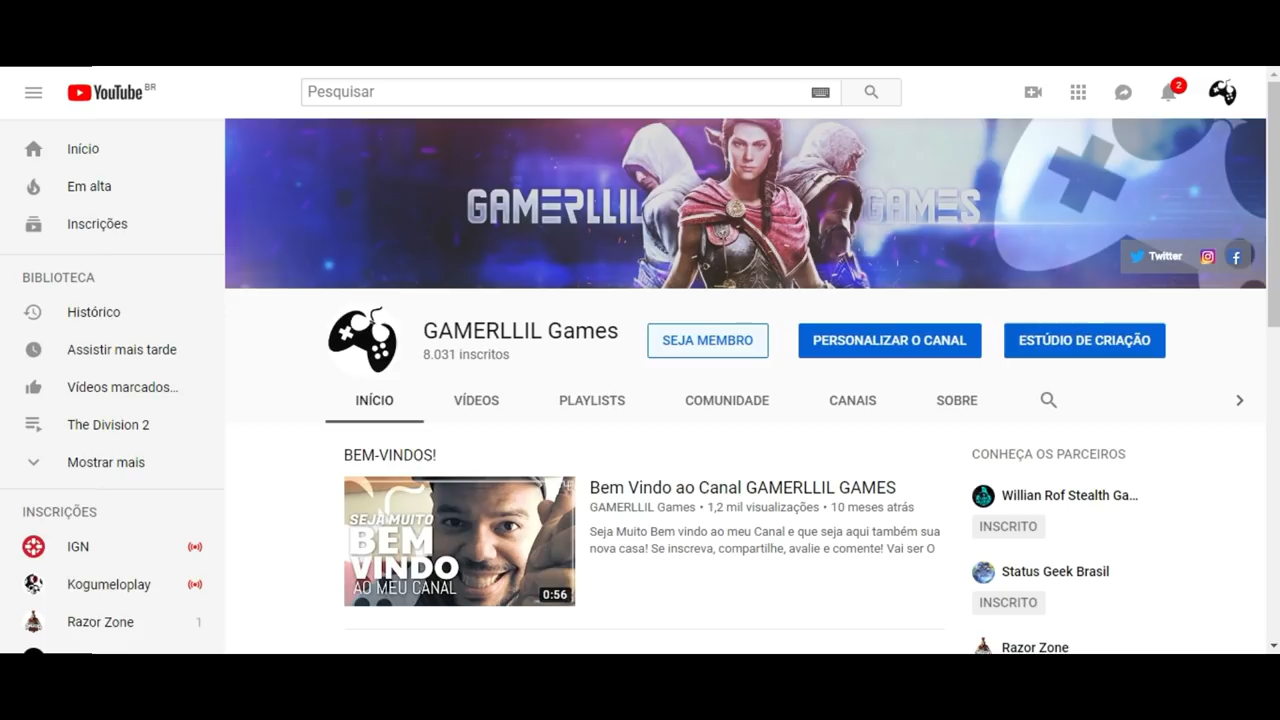 YouTube BR
Pesquisar
2
Início
Em alta
Inscrições
BIBLIOTECA
Histórico
Assistir mais tarde
Vídeos marcados...
The Division 2
Mostrar mais
INSCRIÇÕES
IGN
Kogumeloplay
Razor Zone 1
GAMERLLIL GAMES
Twitter
GAMERLLIL Games
8.031 inscritos
SEJA MEMBRO
PERSONALIZAR O CANAL
ESTÚDIO DE CRIAÇÃO
INÍCIO VÍDEOS PLAYLISTS COMUNIDADE CANAIS SOBRE
BEM-VINDOS!
SEJA MUITO
BEM
VINDO
AO MEU CANAL
0:56
Bem Vindo ao Canal GAMERLLIL GAMES
GAMERLLIL Games • 1,2 mil visualizações • 10 meses atrás
Seja Muito Bem vindo ao meu Canal e que seja aqui também sua
nova casa! Se inscreva, compartilhe, avalie e comente! Vai ser O
CONHEÇA OS PARCEIROS
Willian Rof Stealth Ga...
INSCRITO
Status Geek Brasil
INSCRITO
Razor Zone